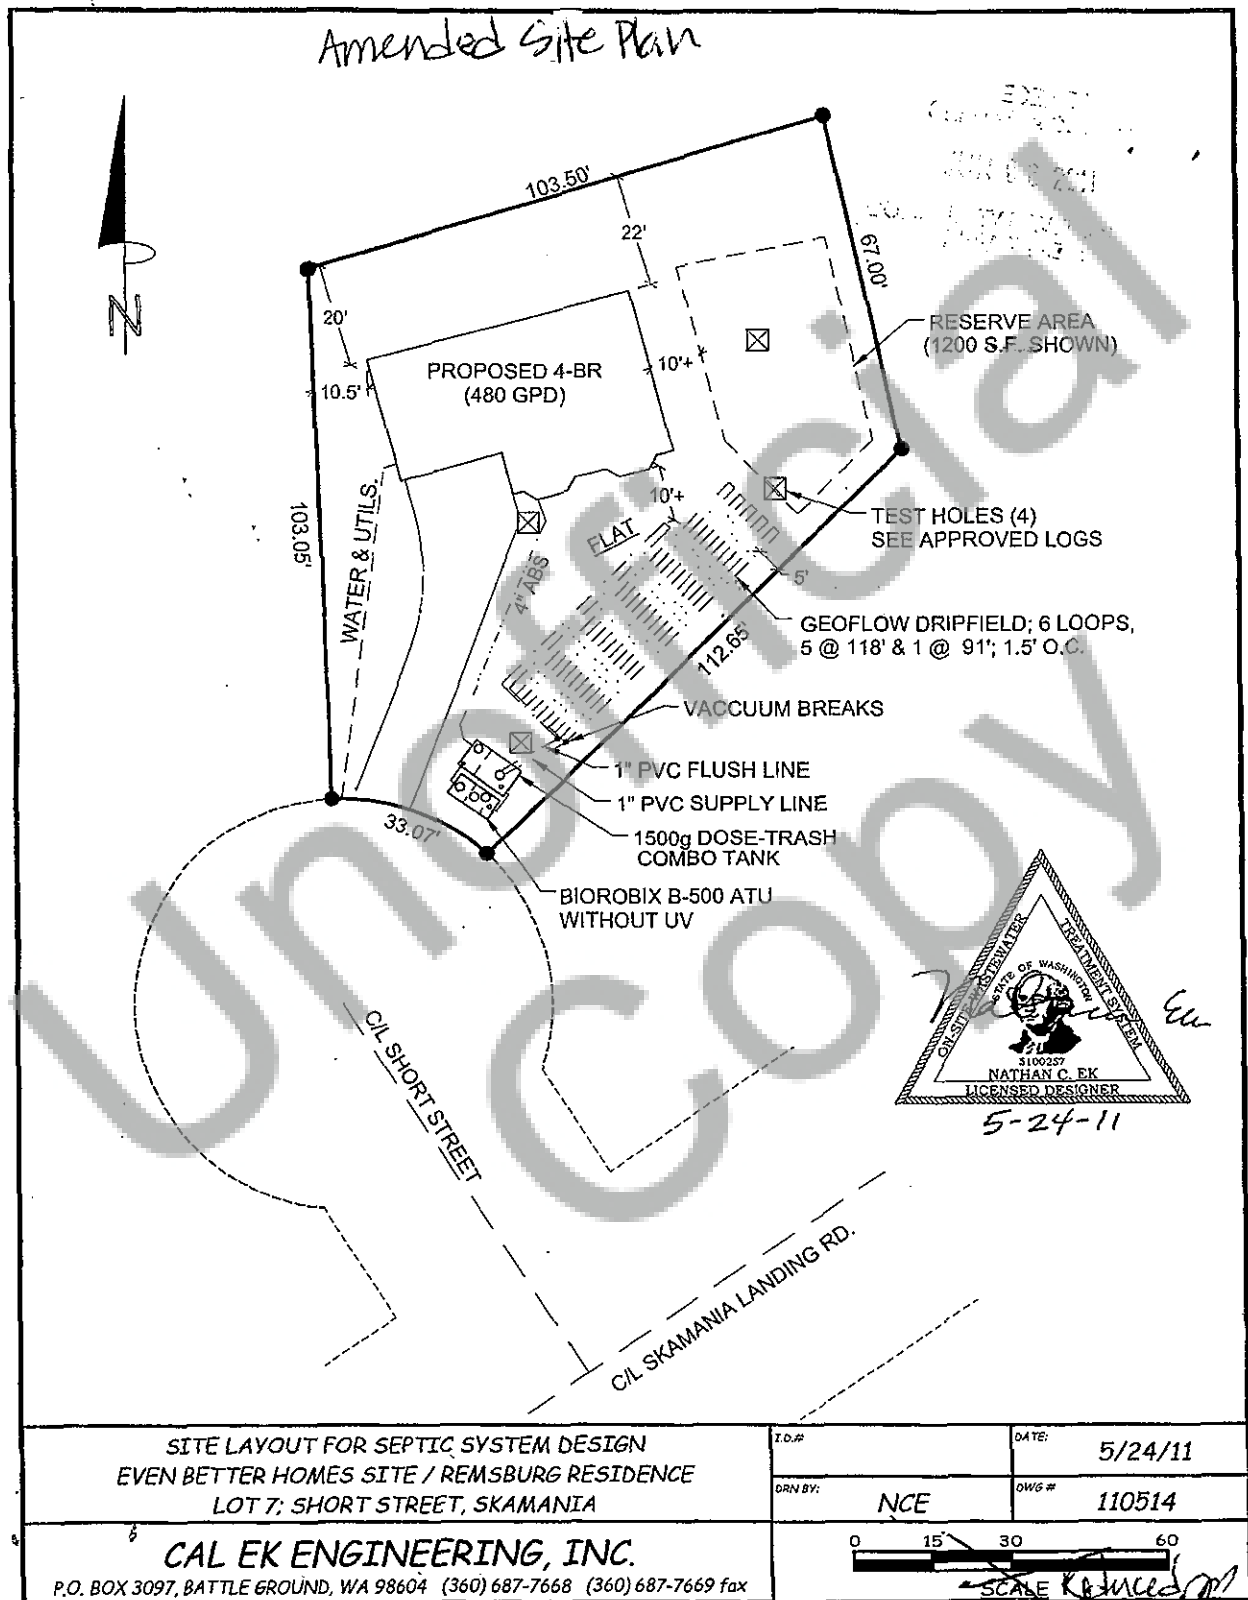 Amended Site Plan
103.50'
22'
67.00'
20'
N
RESERVE AREA
(1200 S.F. SHOWN)
PROPOSED 4-BR
(480 GPD)
10'+
10.5'
103.05'
WATER & UTILS.
10'+
FLAT
4" ABS
TEST HOLES (4)
SEE APPROVED LOGS
5'
GEOFLOW DRIPFIELD; 6 LOOPS,
5 @ 118' & 1 @ 91'; 1.5' O.C.
112.65'
VACCUUM BREAKS
1" PVC FLUSH LINE
1" PVC SUPPLY LINE
33.07'
1500g DOSE-TRASH
COMBO TANK
BIOROBIX B-500 ATU
WITHOUT UV
Unofficial
Copy
C/L SHORT STREET
ON-SITE WASTEWATER
TREATMENT SYSTEM
STATE OF WASHINGTON
5100257
NATHAN C. EK
LICENSED DESIGNER
5-24-11
C/L SKAMANIA LANDING RD.
SITE LAYOUT FOR SEPTIC SYSTEM DESIGN
EVEN BETTER HOMES SITE / REMSBURG RESIDENCE
LOT 7; SHORT STREET, SKAMANIA
I.D.#
DATE:
5/24/11
DRN BY:
NCE
DWG #
110514
CAL EK ENGINEERING, INC.
P.O. BOX 3097, BATTLE GROUND, WA 98604 (360) 687-7668 (360) 687-7669 fax
0 15 30 60
SCALE Reduced